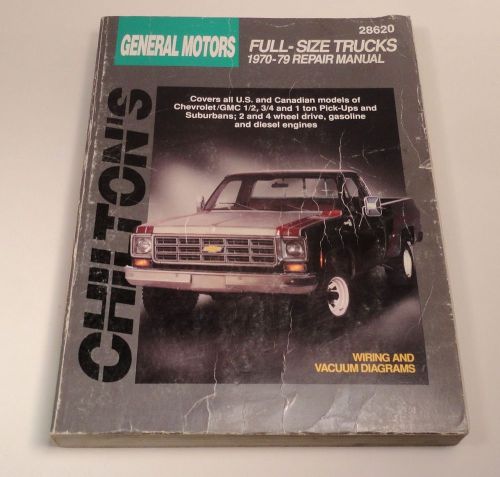 28620
GENERAL MOTORS
FULL-SIZE TRUCKS
1970-79 REPAIR MANUAL
Covers all U.S. and Canadian models of
Chevrolet/GMC 1/2, 3/4 and 1 ton Pick-Ups and
Suburbans; 2 and 4 wheel drive, gasoline
and diesel engines
CHILTON'S
WIRING AND
VACUUM DIAGRAMS